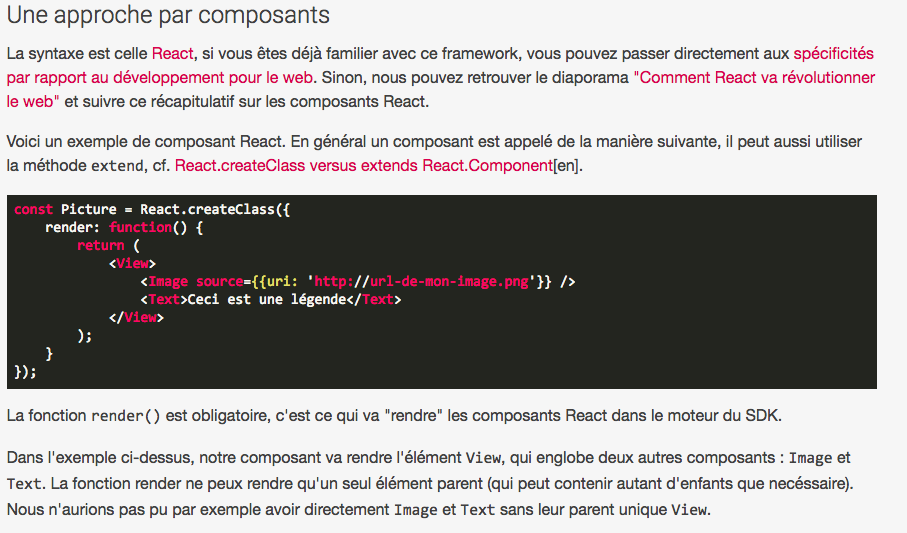 Une approche par composants
La syntaxe est celle React, si vous êtes déjà familier avec ce framework, vous pouvez passer directement aux spécificités
par rapport au développement pour le web. Sinon, nous pouvez retrouver le diaporama "Comment React va révolutionner
le web" et suivre ce récapitulatif sur les composants React.
Voici un exemple de composant React. En général un composant est appelé de la manière suivante, il peut aussi utiliser
la méthode extend, cf. React.createClass versus extends React.Component[en].
const Picture = React.createClass({
    render: function() {
        return (
            <View>
                <Image source={{uri: 'http://url-de-mon-image.png'}} />
                <Text>Ceci est une légende</Text>
            </View>
        );
    }
});
La fonction render() est obligatoire, c'est ce qui va "rendre" les composants React dans le moteur du SDK.
Dans l'exemple ci-dessus, notre composant va rendre l'élément View, qui englobe deux autres composants : Image et
Text. La fonction render ne peux rendre qu'un seul élément parent (qui peut contenir autant d'enfants que necéssaire).
Nous n'aurions pas pu par exemple avoir directement Image et Text sans leur parent unique View.